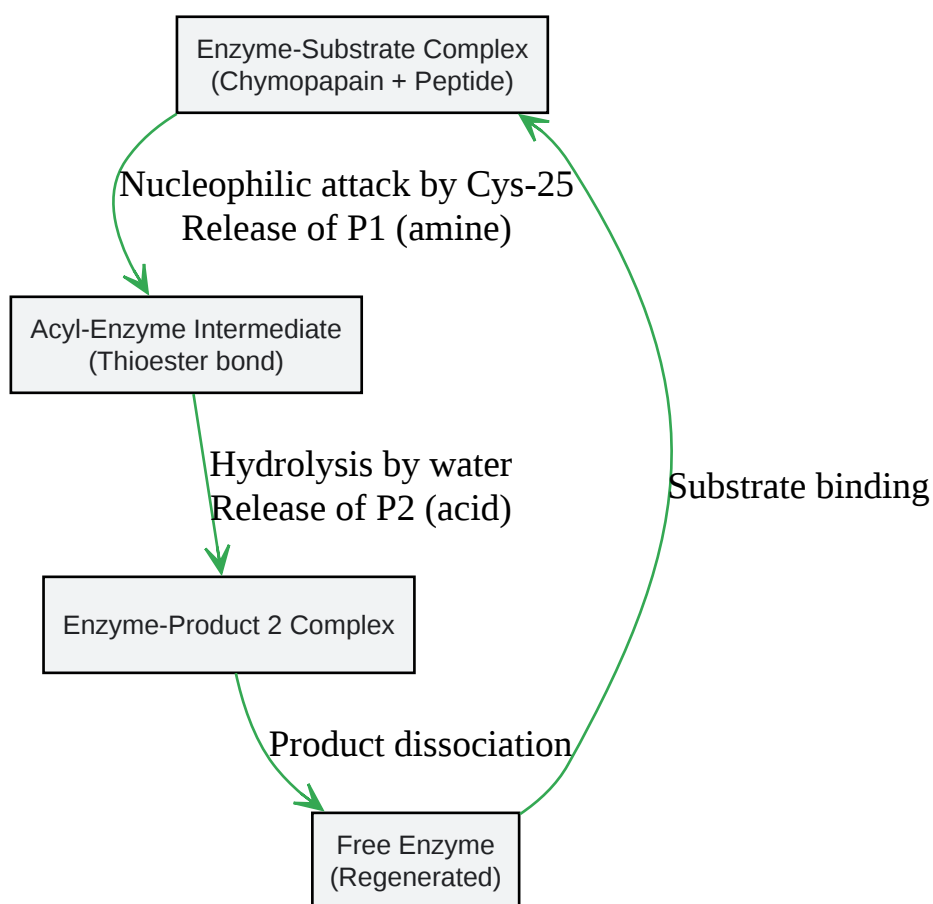 Enzyme-Substrate Complex
(Chymopapain + Peptide)
Nucleophilic attack by Cys-25
Release of P1 (amine)
Acyl-Enzyme Intermediate
(Thioester bond)
Hydrolysis by water
Release of P2 (acid)
Substrate binding
Enzyme-Product 2 Complex
Product dissociation
Free Enzyme
(Regenerated)